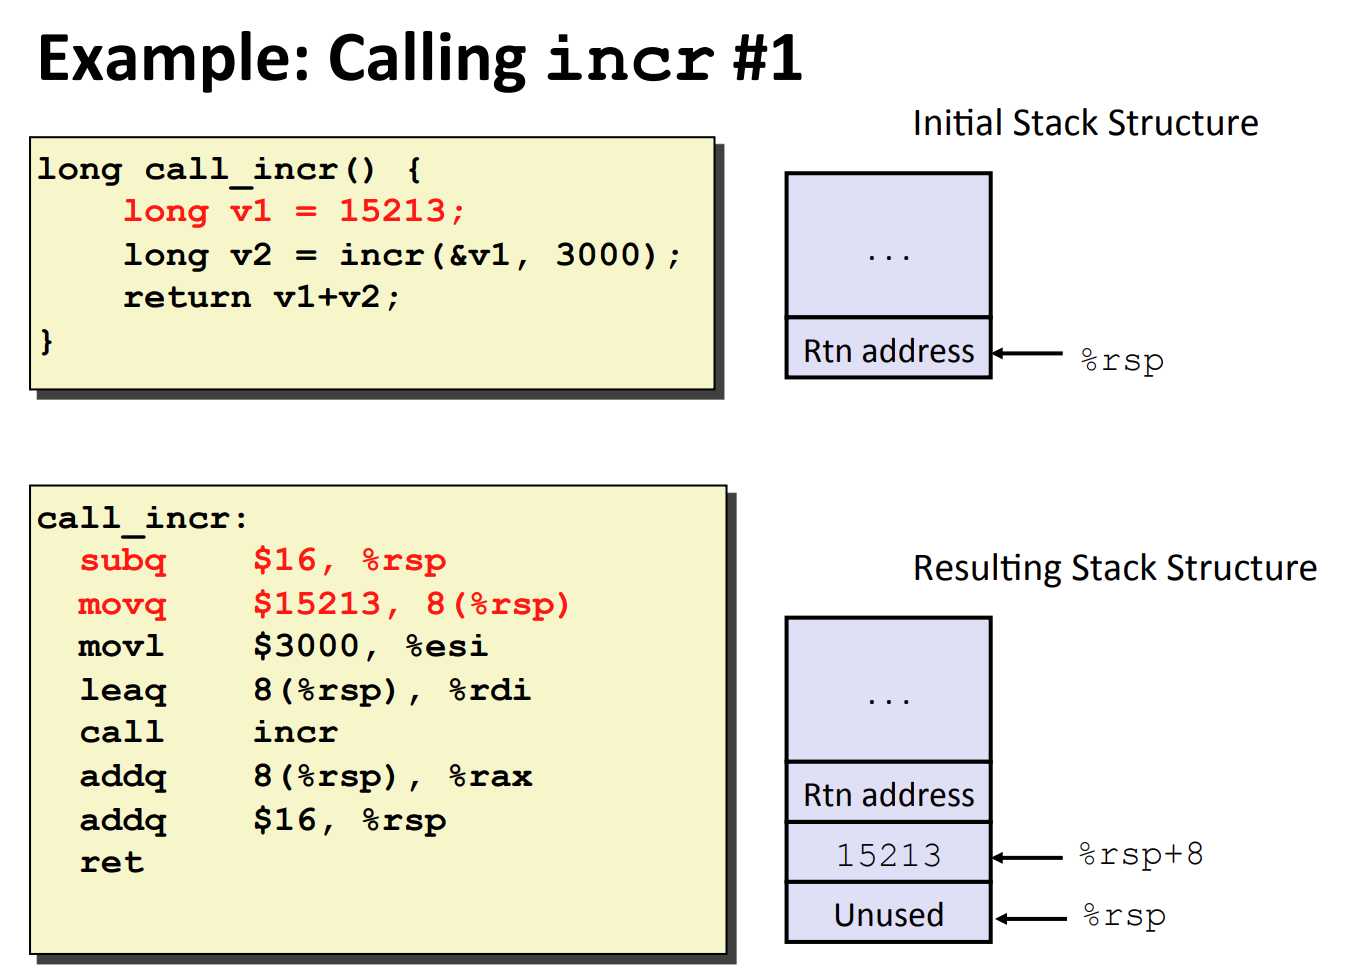 Example: Calling incr #1
long call_incr() {
long v1 = 15213;
long v2 = incr(&v1, 3000);
return v1+v2;
}
Initial Stack Structure
...
Rtn address
%rsp
call_incr:
subq $16, %rsp
movq $15213, 8(%rsp)
movl $3000, %esi
leaq 8(%rsp), %rdi
call incr
addq 8(%rsp), %rax
addq $16, %rsp
ret
Resulting Stack Structure
...
Rtn address
15213 %rsp+8
Unused %rsp